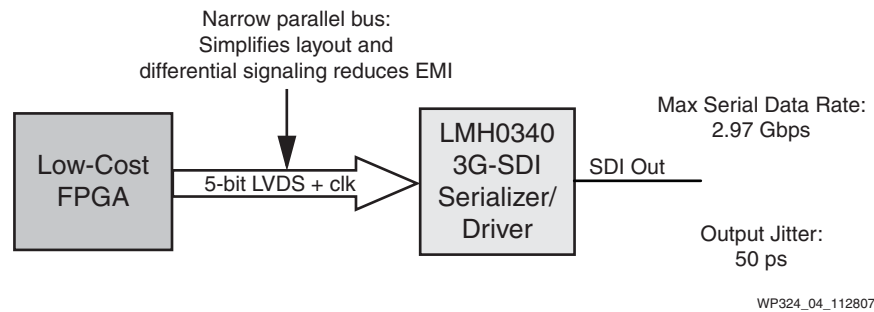 Narrow parallel bus:
Simplifies layout and
differential signaling reduces EMI
Low-Cost
FPGA
5-bit LVDS + clk
LMH0340
3G-SDI
Serializer/
Driver
SDI Out
Max Serial Data Rate:
2.97 Gbps
Output Jitter:
50 ps
WP324_04_112807